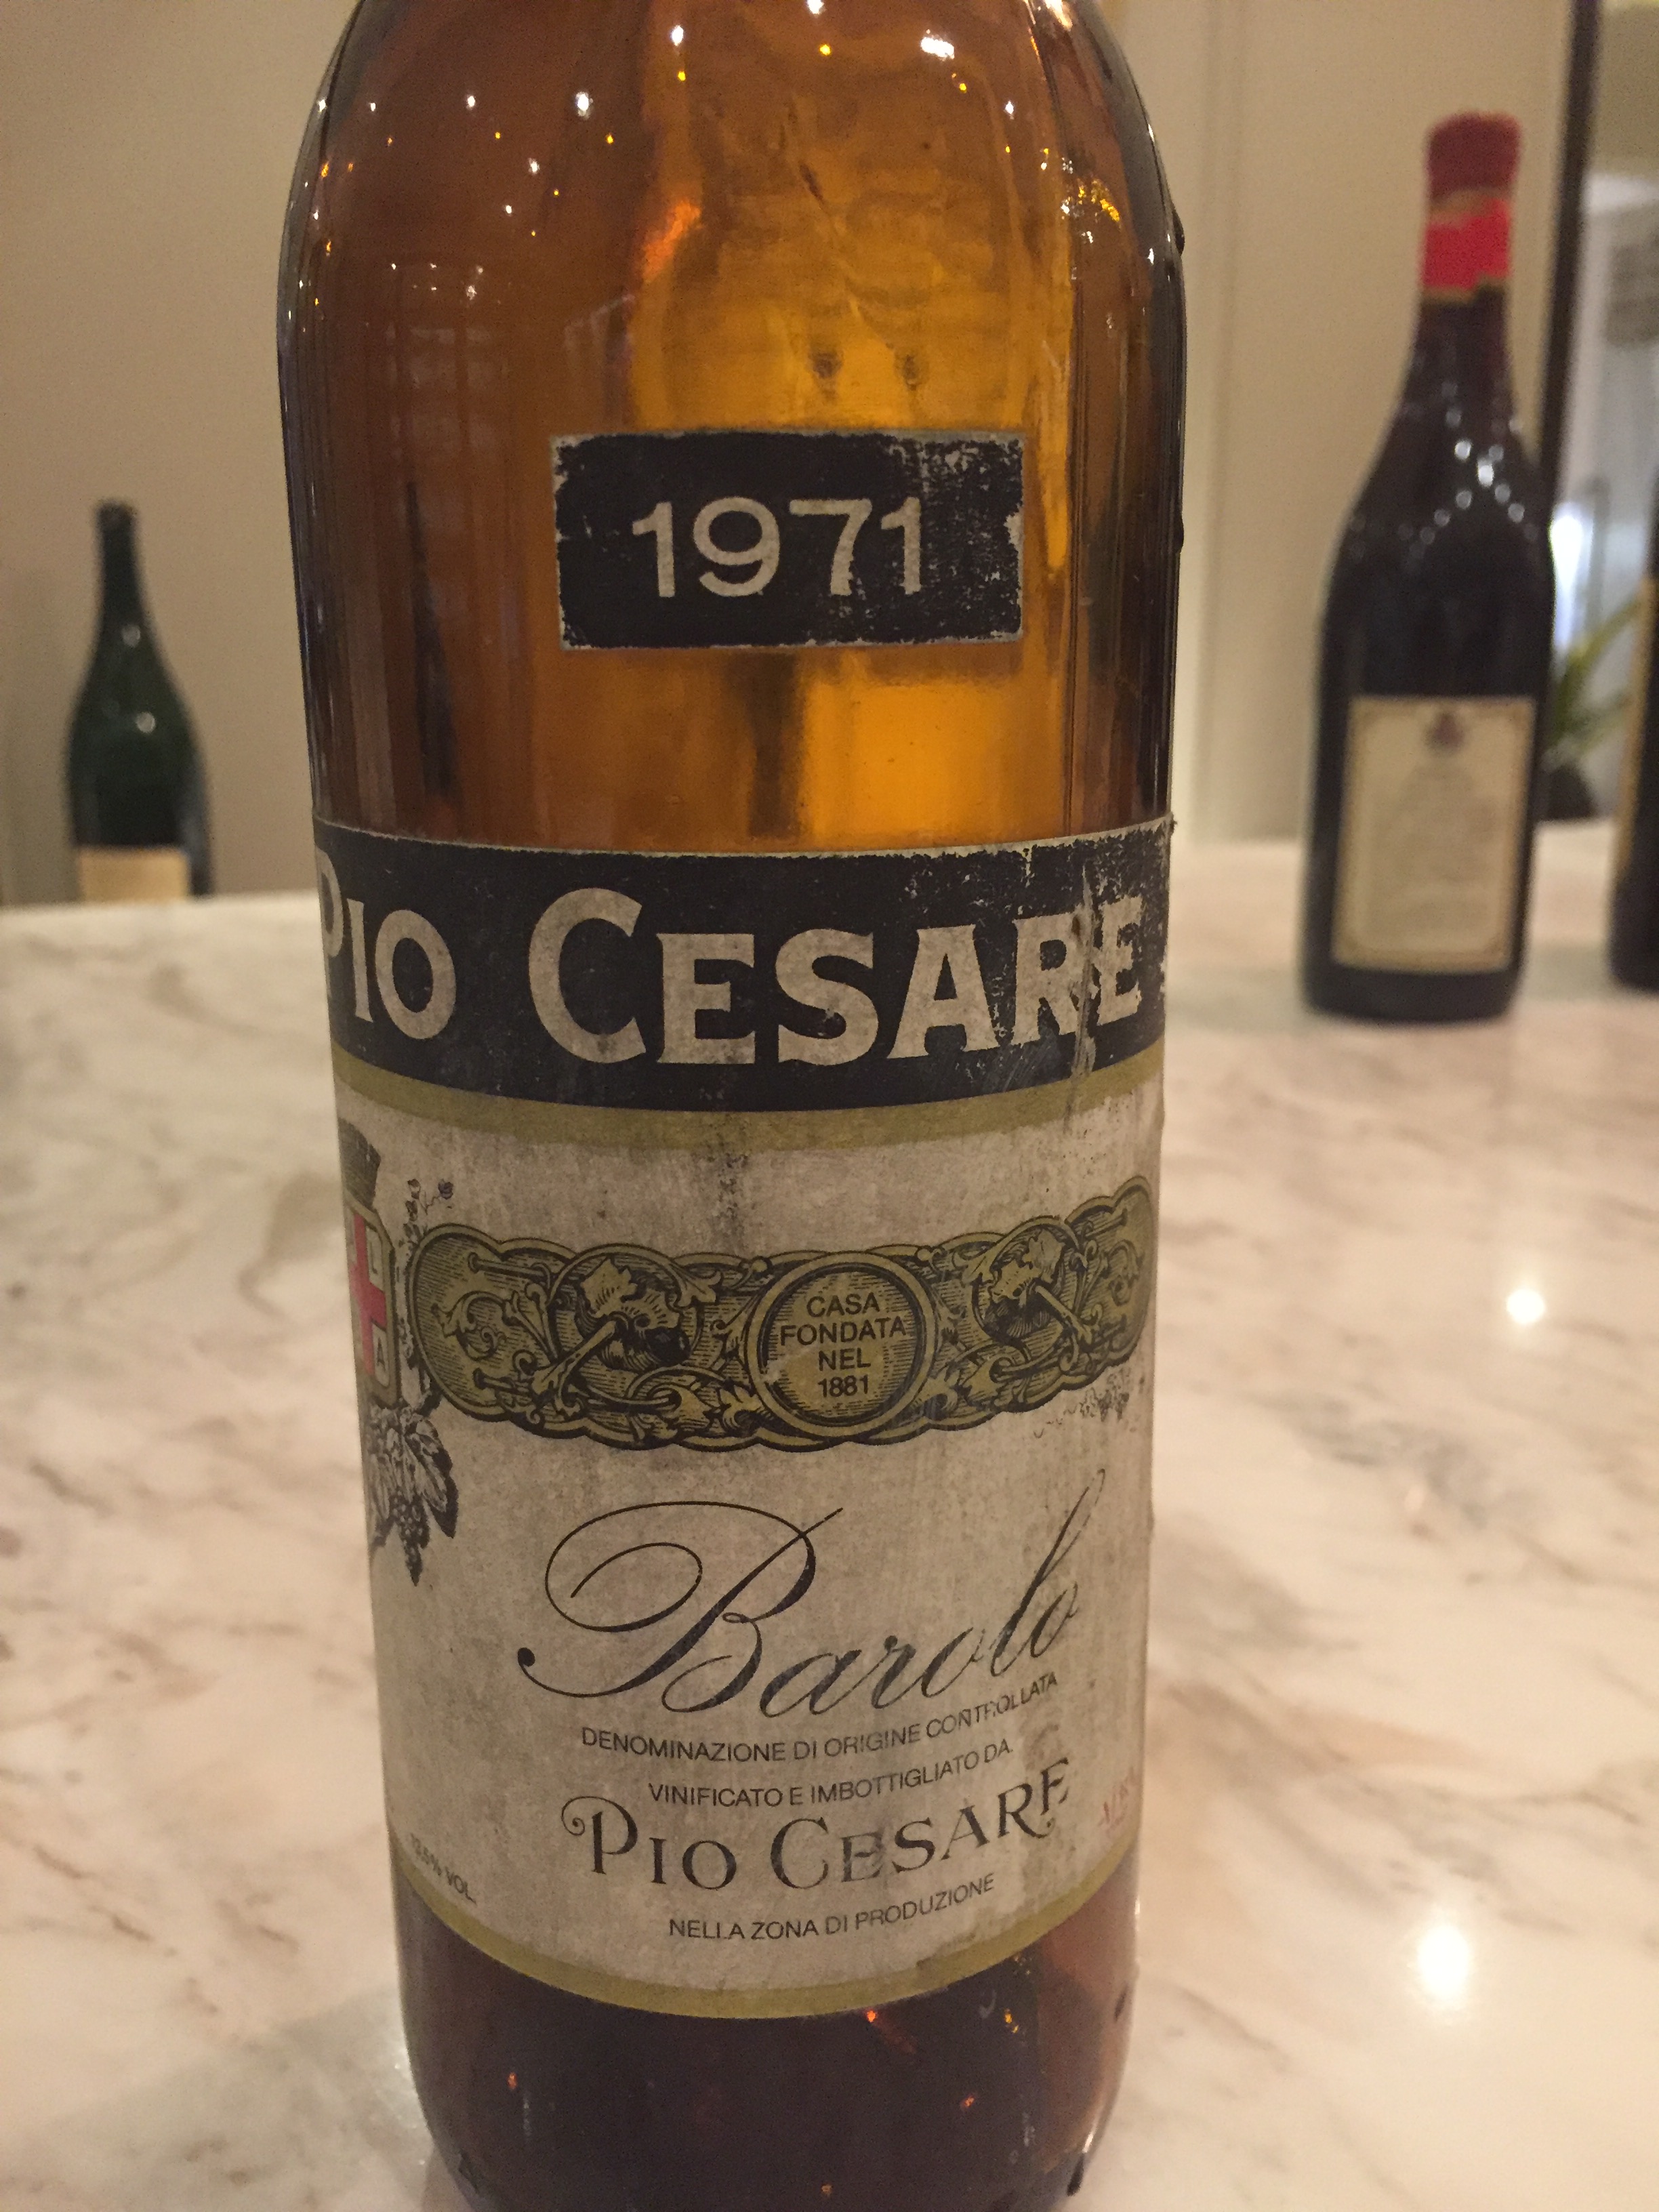 1971
PIO CESARE
CASA
FONDATA
NEL
1881
L
A
Barolo
DENOMINAZIONE DI ORIGINE CONTROLLATA
VINIFICATO E IMBOTTIGLIATO DA
PIO CESARE
NELLA ZONA DI PRODUZIONE
VOL.